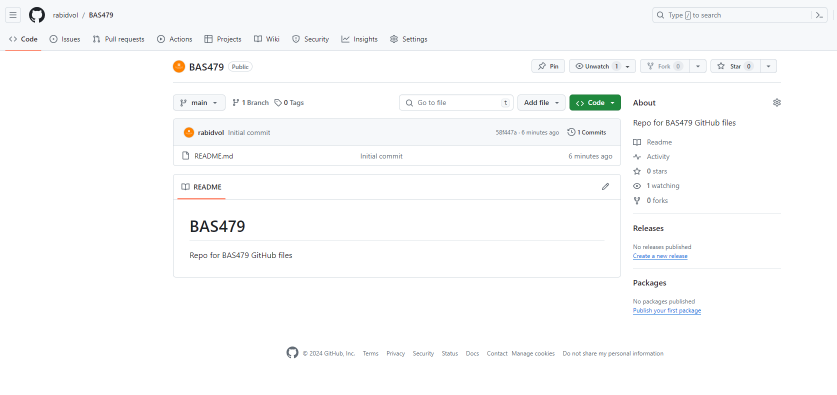 rabidvol / BAS479
Type / to search
Code Issues Pull requests Actions Projects Wiki Security Insights Settings
BAS479 Public
Pin Unwatch 1 Fork 0 Star 0
main 1 Branch 0 Tags Go to file t Add file Code
rabidvol Initial commit 58f447a · 6 minutes ago 1 Commits
README.md Initial commit 6 minutes ago
README
BAS479
Repo for BAS479 GitHub files
About
Repo for BAS479 GitHub files
Readme
Activity
0 stars
1 watching
0 forks
Releases
No releases published
Create a new release
Packages
No packages published
Publish your first package
© 2024 GitHub, Inc. Terms Privacy Security Status Docs Contact Manage cookies Do not share my personal information